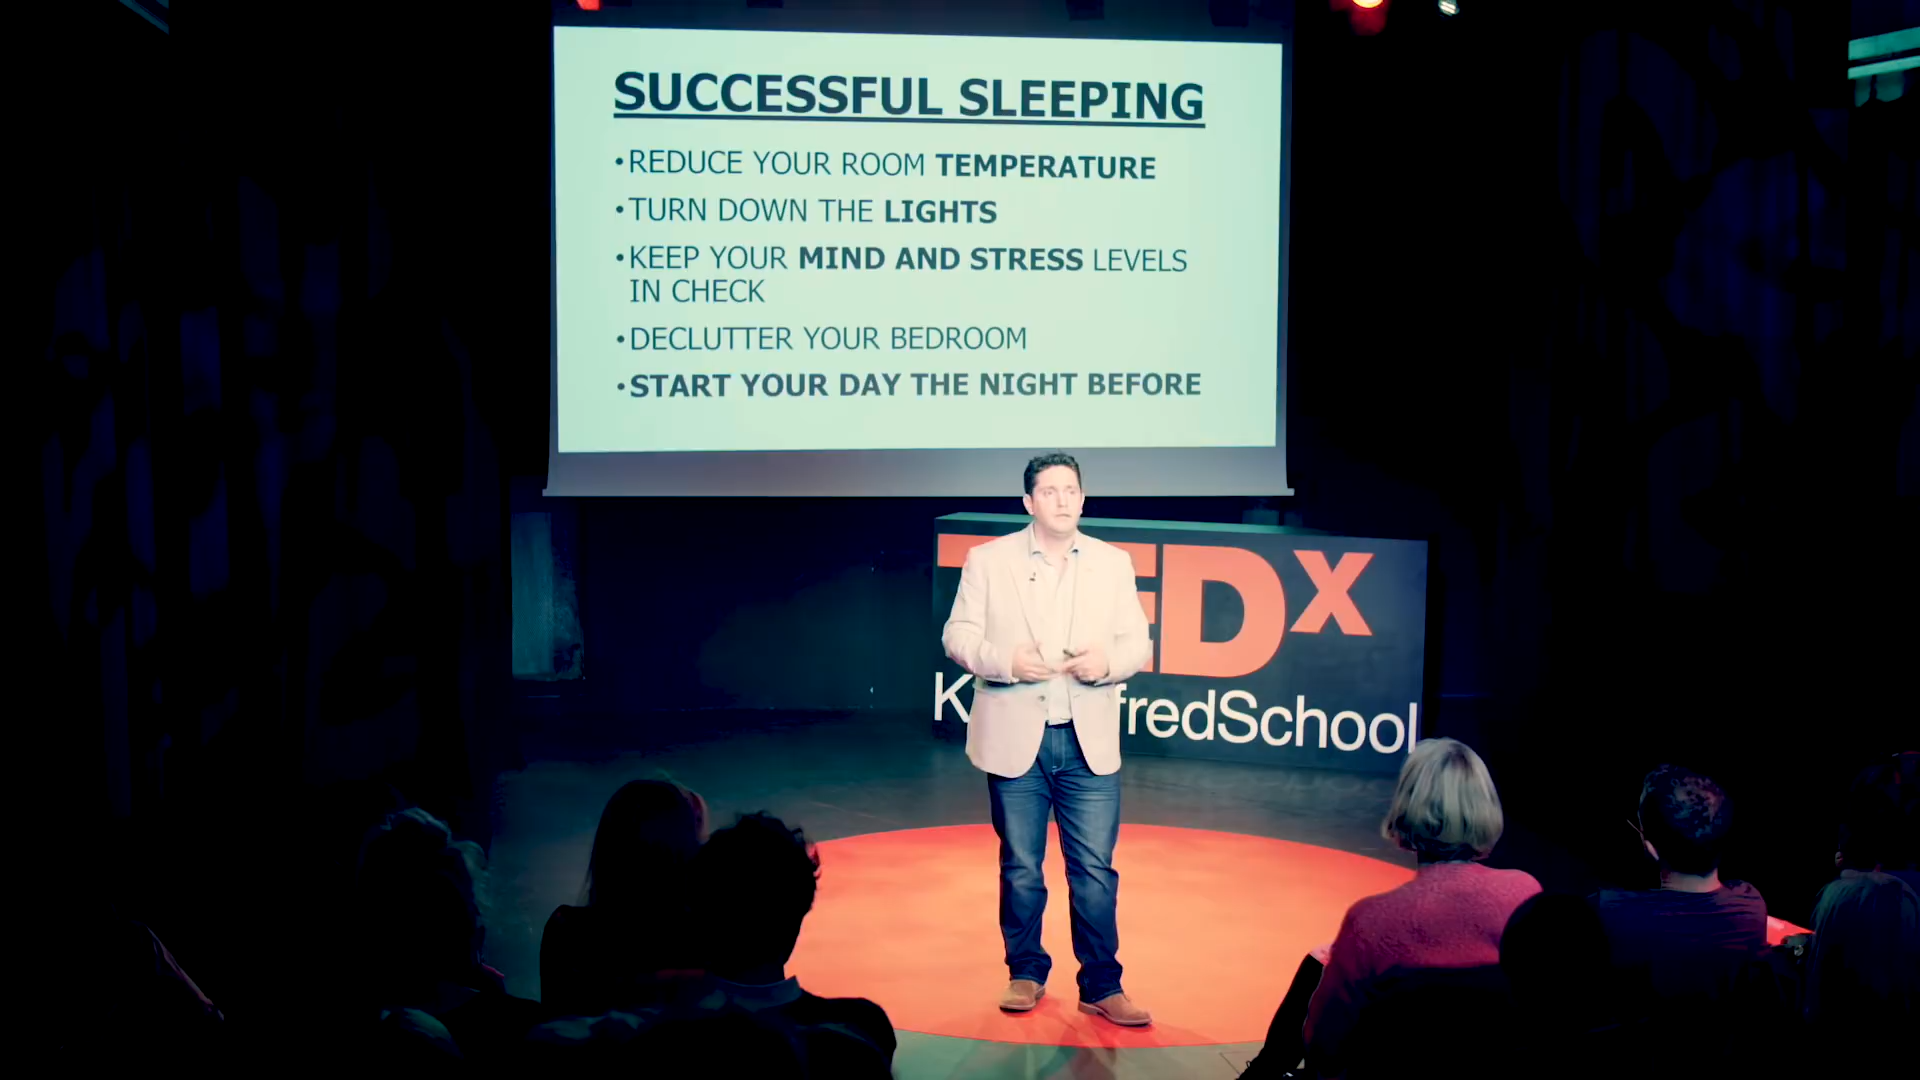 SUCCESSFUL SLEEPING
•REDUCE YOUR ROOM TEMPERATURE
•TURN DOWN THE LIGHTS
•KEEP YOUR MIND AND STRESS LEVELS
IN CHECK
•DECLUTTER YOUR BEDROOM
•START YOUR DAY THE NIGHT BEFORE
TEDx
K fredSchool